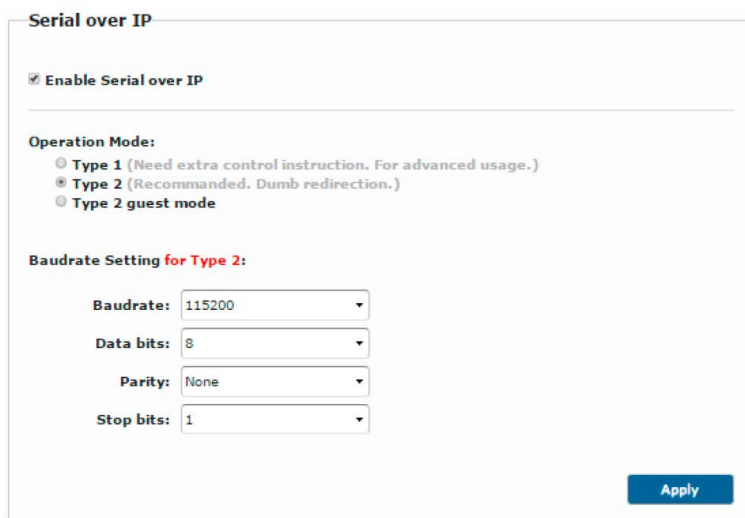 Serial over IP
Enable Serial over IP
Operation Mode:
Type 1 (Need extra control instruction. For advanced usage.)
Type 2 (Recommanded. Dumb redirection.)
Type 2 guest mode
Baudrate Setting for Type 2:
Baudrate: 115200
Data bits: 8
Parity: None
Stop bits: 1
Apply